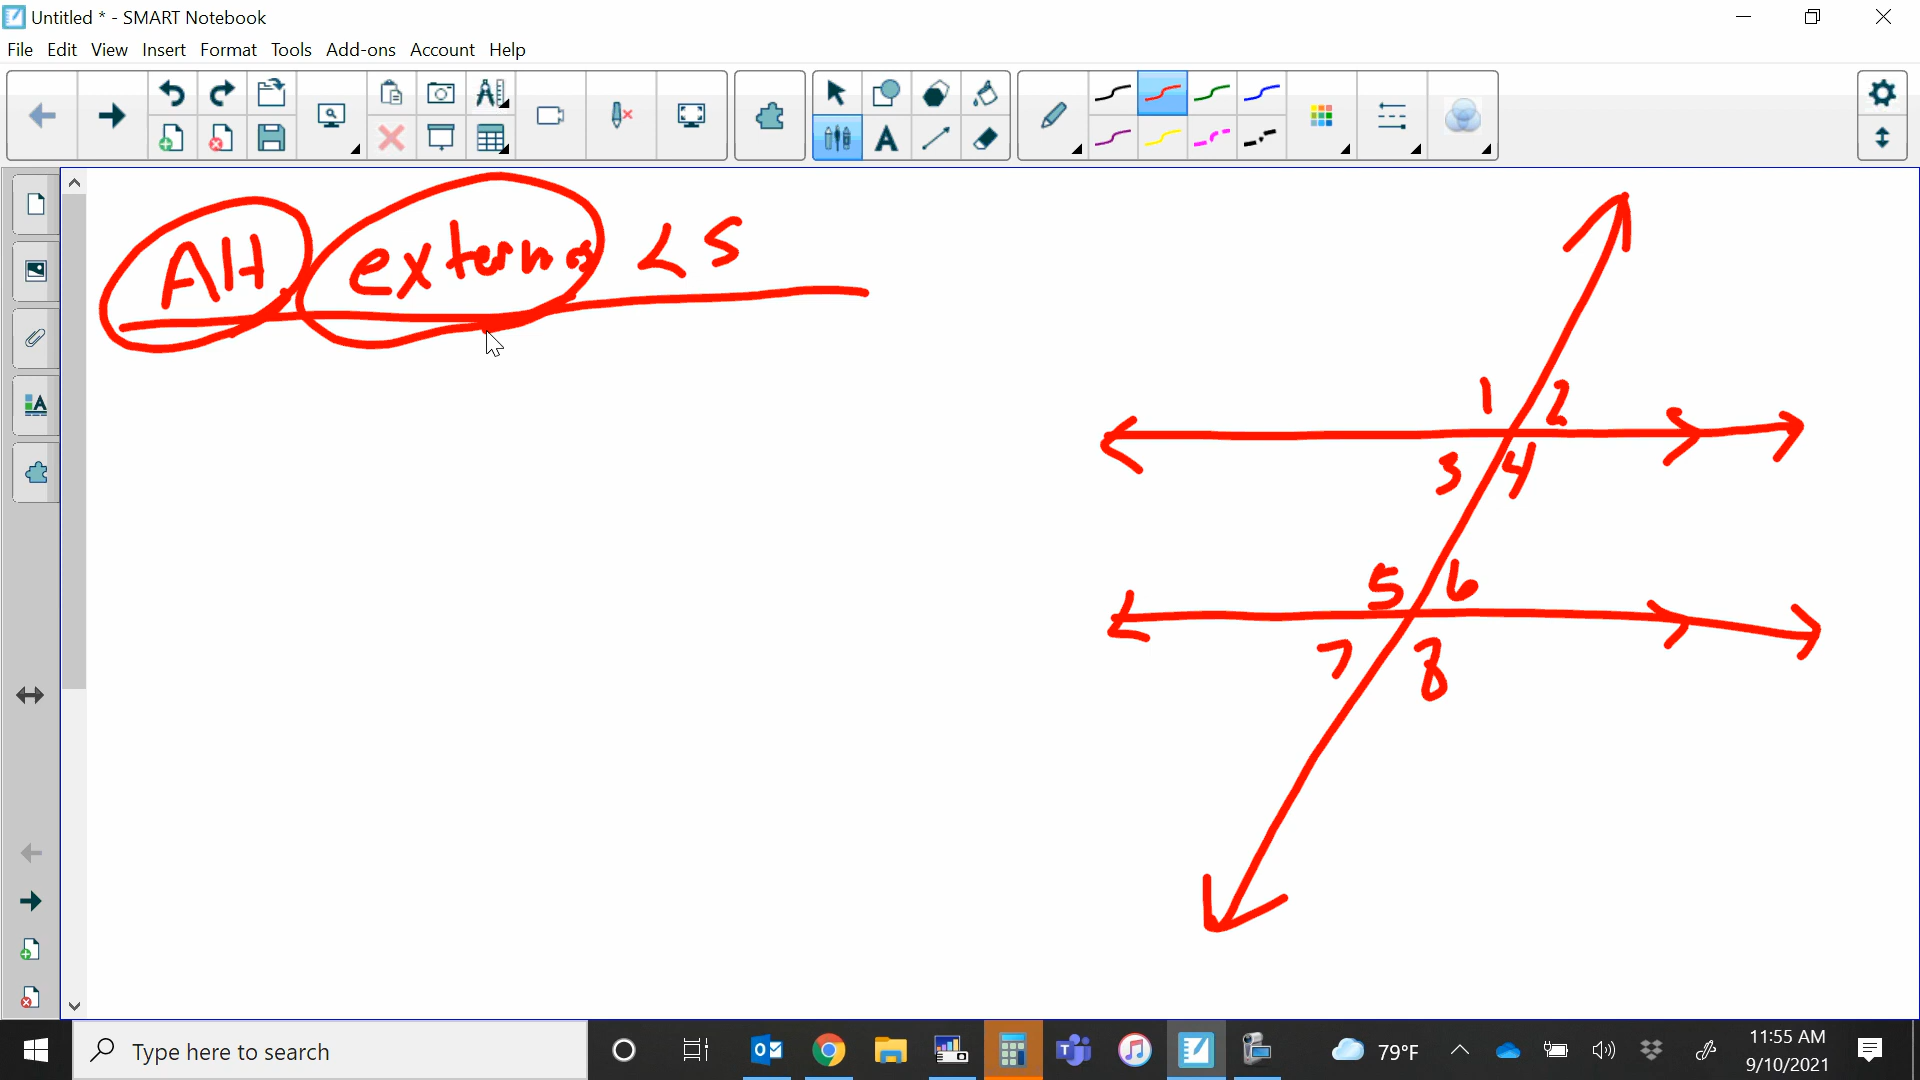 Untitled * - SMART Notebook
File Edit View Insert Format Tools Add-ons Account Help
Alt. external <s
1 2
3 4
5 6
7 8
Type here to search
79°F
11:55 AM
9/10/2021